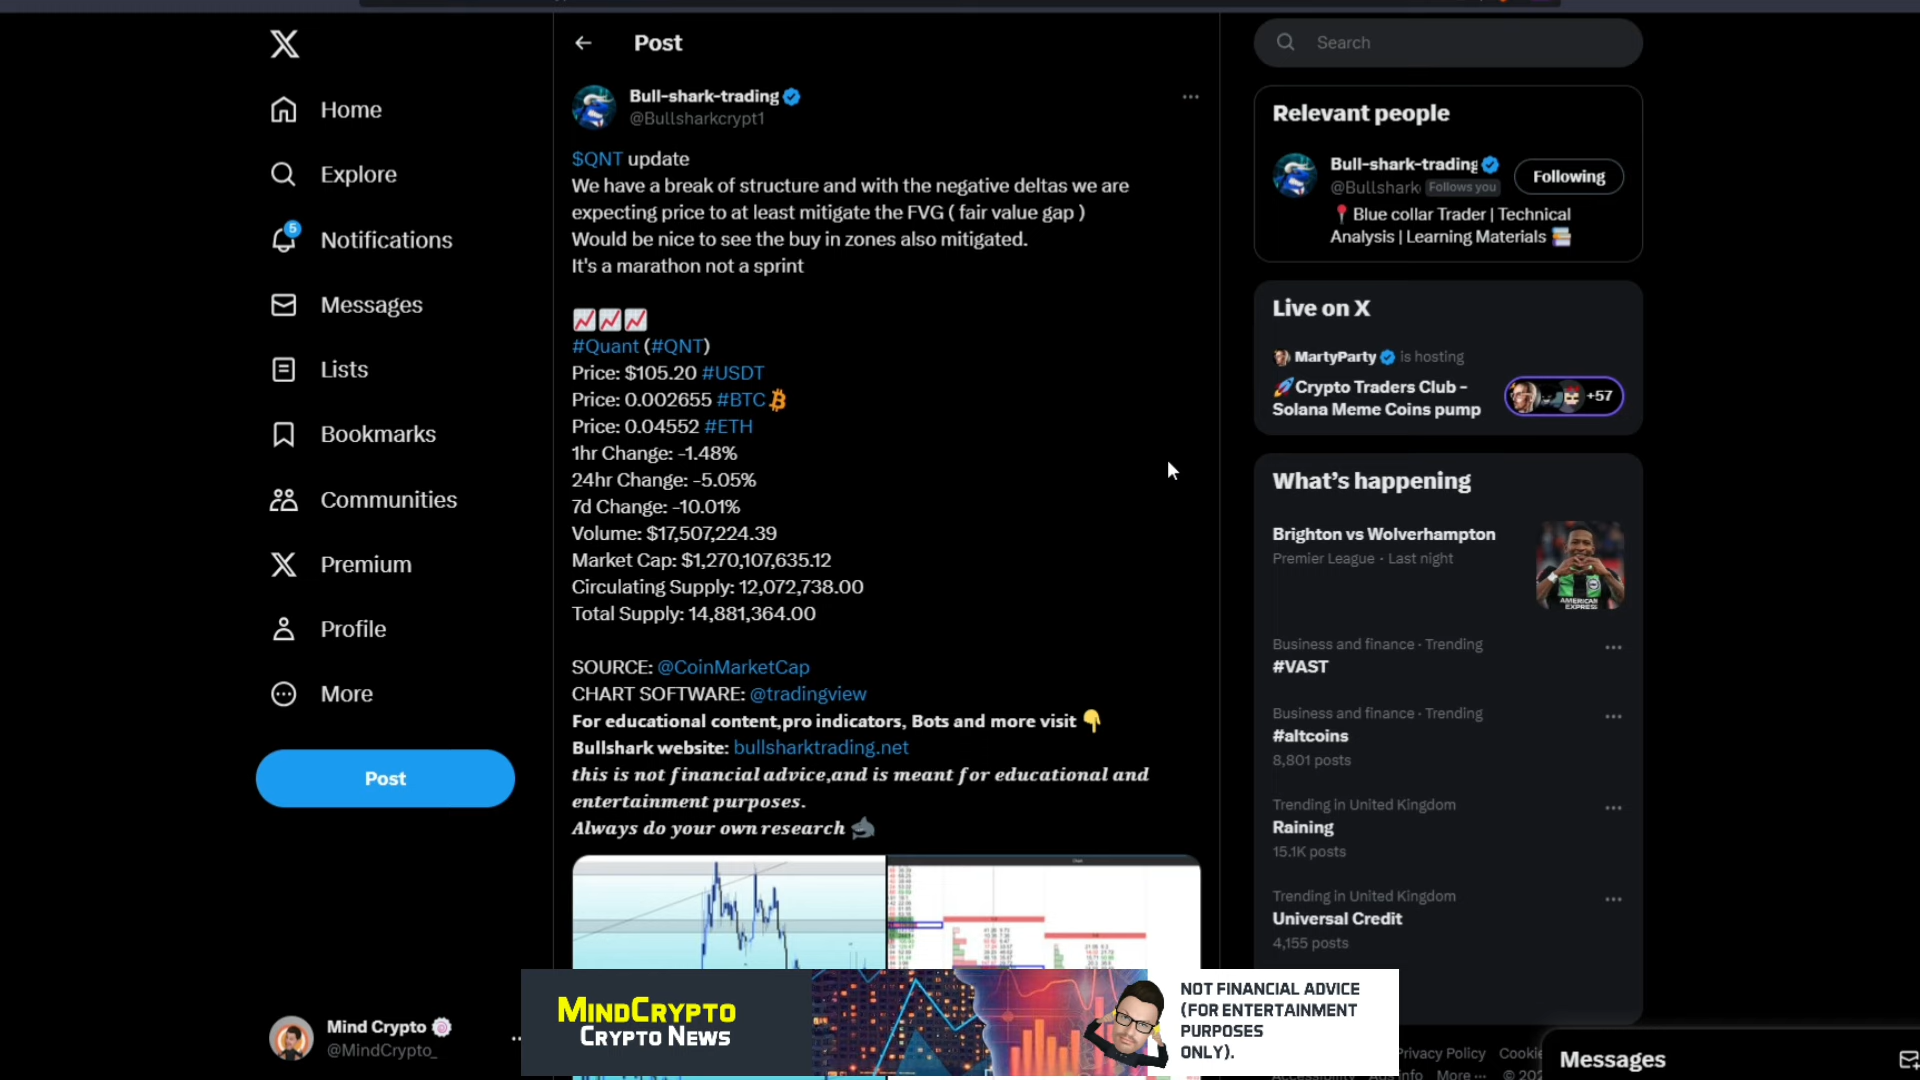 Home
Explore
5
Notifications
Messages
Lists
Bookmarks
Communities
Premium
Profile
More
Post
Mind Crypto
@MindCrypto_
Post
Bull-shark-trading
@Bullsharkcrypt1
$QNT update
We have a break of structure and with the negative deltas we are
expecting price to at least mitigate the FVG ( fair value gap )
Would be nice to see the buy in zones also mitigated.
It's a marathon not a sprint
#Quant (#QNT)
Price: $105.20 #USDT
Price: 0.002655 #BTC
Price: 0.04552 #ETH
1hr Change: -1.48%
24hr Change: -5.05%
7d Change: -10.01%
Volume: $17,507,224.39
Market Cap: $1,270,107,635.12
Circulating Supply: 12,072,738.00
Total Supply: 14,881,364.00
SOURCE: @CoinMarketCap
CHART SOFTWARE: @tradingview
For educational content,pro indicators, Bots and more visit
Bullshark website: bullsharktrading.net
this is not financial advice,and is meant for educational and
entertainment purposes.
Always do your own research
MINDCRYPTO
CRYPTO NEWS
NOT FINANCIAL ADVICE
(FOR ENTERTAINMENT
PURPOSES
ONLY).
Search
Relevant people
Bull-shark-trading
@Bullshark
Follows you
Following
Blue collar Trader | Technical
Analysis | Learning Materials
Live on X
MartyParty is hosting
Crypto Traders Club -
Solana Meme Coins pump
+57
What's happening
Brighton vs Wolverhampton
Premier League · Last night
AMERICAN
EXPRESS
Business and finance · Trending
#VAST
Business and finance · Trending
#altcoins
8,801 posts
Trending in United Kingdom
Raining
15.1K posts
Trending in United Kingdom
Universal Credit
4,155 posts
Privacy Policy
Messages